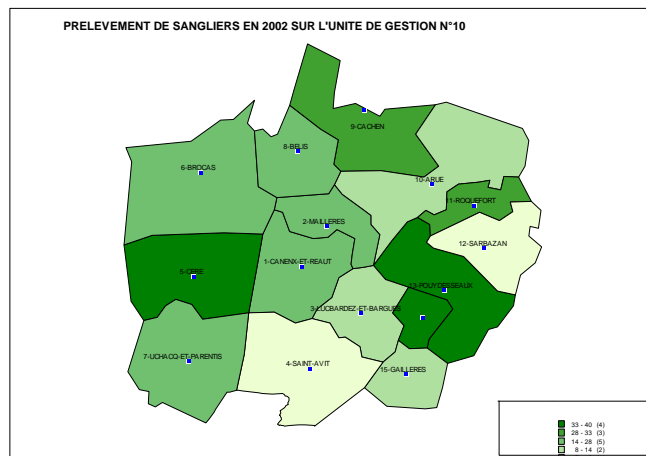 PRELEVEMENT DE SANGLIERS EN 2002 SUR L'UNITE DE GESTION N°10
9-CACHEN
8-BELIS
6-BROCAS
10-ARUE
11-ROQUEFORT
2-MAILLERES
12-SARBAZAN
1-CANENX-ET-REAUT
5-CERE
13-POUYDESSEAUX
3-LUCBARDEZ-ET-BARGUES
7-UCHACQ-ET-PARENTIS
4-SAINT-AVIT
15-GAILLERES
33 - 40 (4)
28 - 33 (3)
14 - 28 (5)
8 - 14 (2)